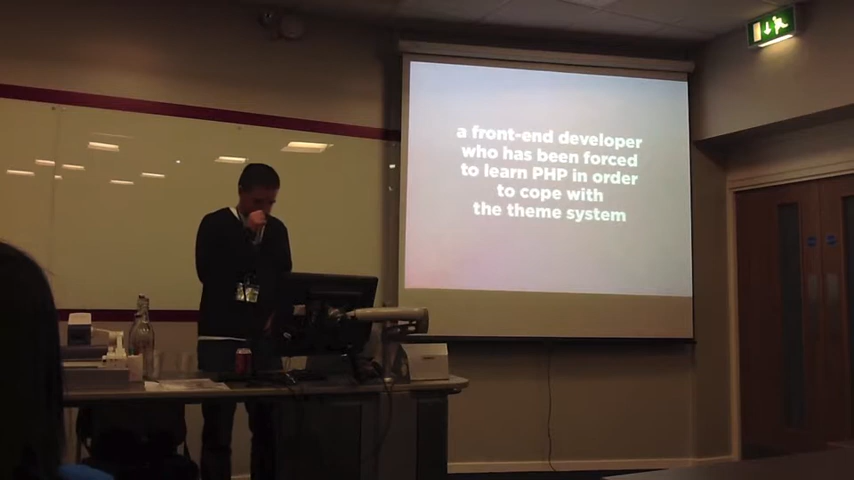 a front-end developer
who has been forced
to learn PHP in order
to cope with
the theme system